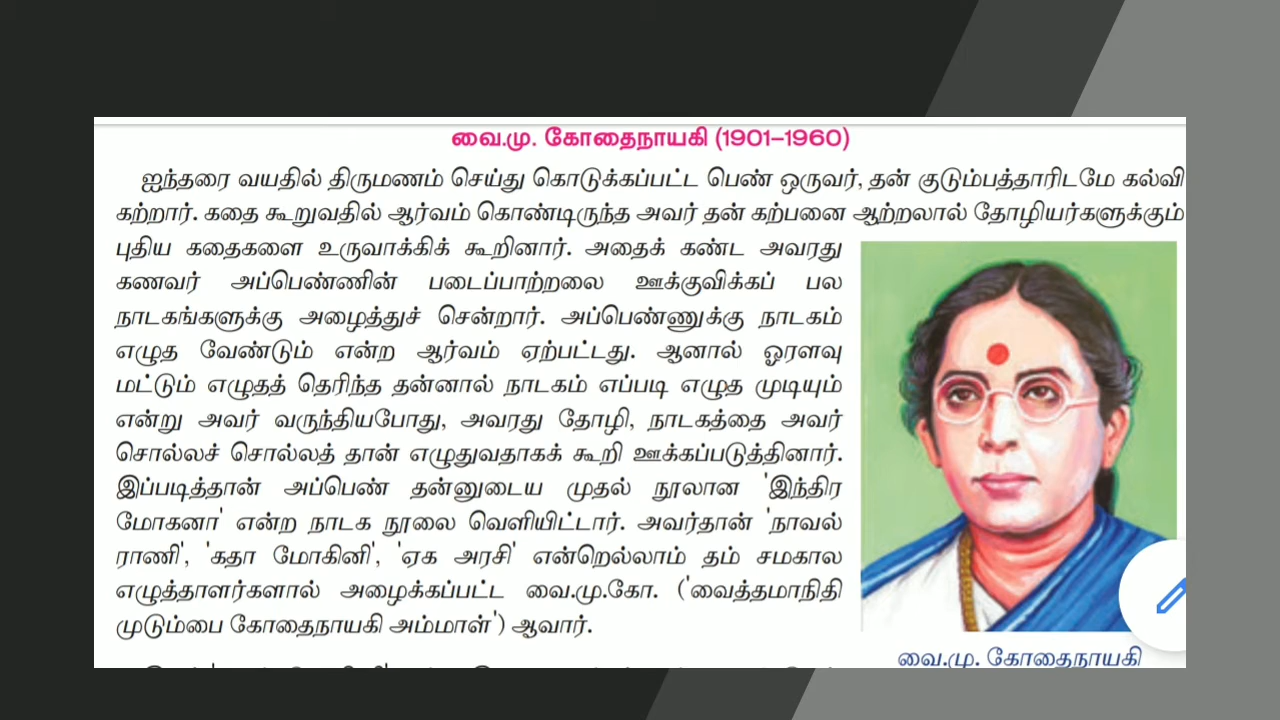 வை.மு. கோதைநாயகி (1901–1960)
ஐந்தரை வயதில் திருமணம் செய்து கொடுக்கப்பட்ட பெண் ஒருவர், தன் குடும்பத்தாரிடமே கல்வி
கற்றார். கதை கூறுவதில் ஆர்வம் கொண்டிருந்த அவர் தன் கற்பனை ஆற்றலால் தோழியர்களுக்கும்
புதிய கதைகளை உருவாக்கிக் கூறினார். அதைக் கண்ட அவரது
கணவர் அப்பெண்ணின் படைப்பாற்றலை ஊக்குவிக்கப் பல
நாடகங்களுக்கு அழைத்துச் சென்றார். அப்பெண்ணுக்கு நாடகம்
எழுத வேண்டும் என்ற ஆர்வம் ஏற்பட்டது. ஆனால் ஓரளவு
மட்டும் எழுதத் தெரிந்த தன்னால் நாடகம் எப்படி எழுத முடியும்
என்று அவர் வருந்தியபோது, அவரது தோழி, நாடகத்தை அவர்
சொல்லச் சொல்லத் தான் எழுதுவதாகக் கூறி ஊக்கப்படுத்தினார்.
இப்படித்தான் அப்பெண் தன்னுடைய முதல் நூலான 'இந்திர
மோகனா' என்ற நாடக நூலை வெளியிட்டார். அவர்தான் 'நாவல்
ராணி', 'கதா மோகினி', 'ஏக அரசி' என்றெல்லாம் தம் சமகால
எழுத்தாளர்களால் அழைக்கப்பட்ட வை.மு.கோ. ('வைத்தமாநிதி
முடும்பை கோதைநாயகி அம்மாள்') ஆவார்.
வை.மு. கோதைநாயகி